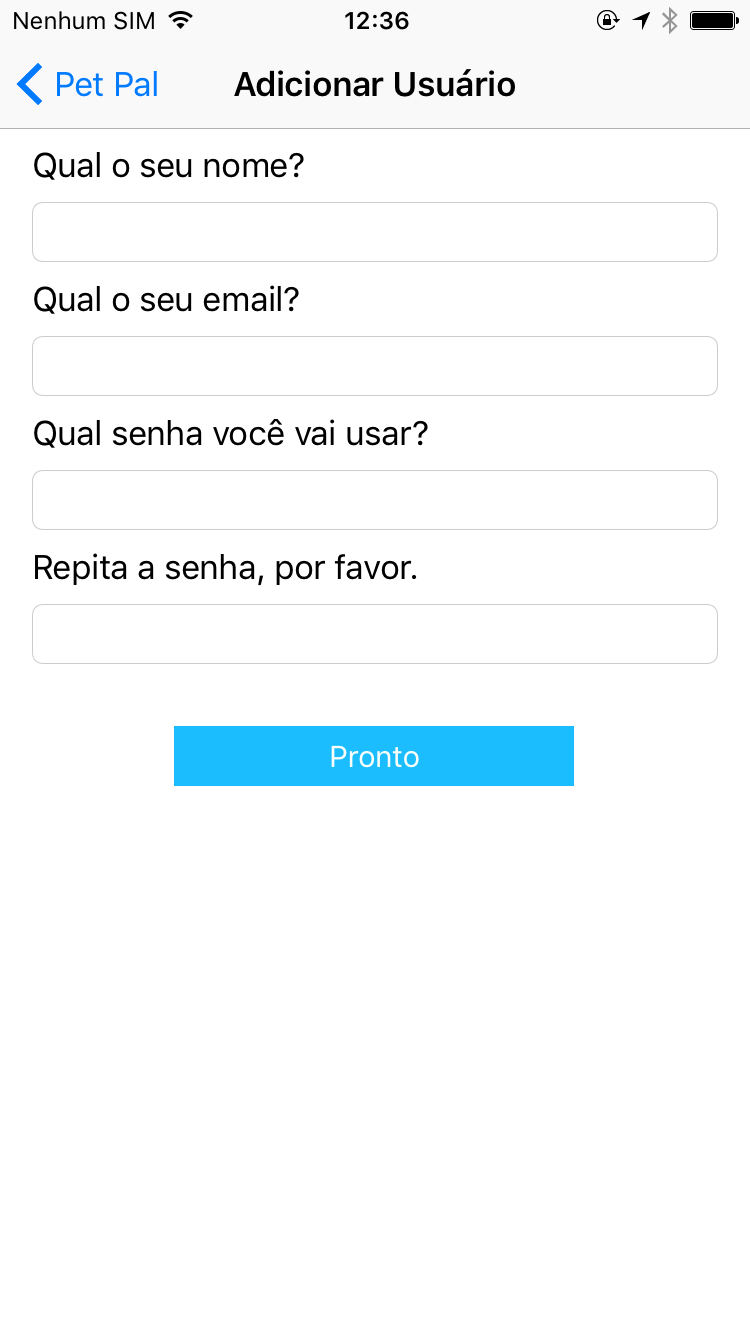 Nenhum SIM 12:36
Pet Pal Adicionar Usuário
Qual o seu nome?
Qual o seu email?
Qual senha você vai usar?
Repita a senha, por favor.
Pronto